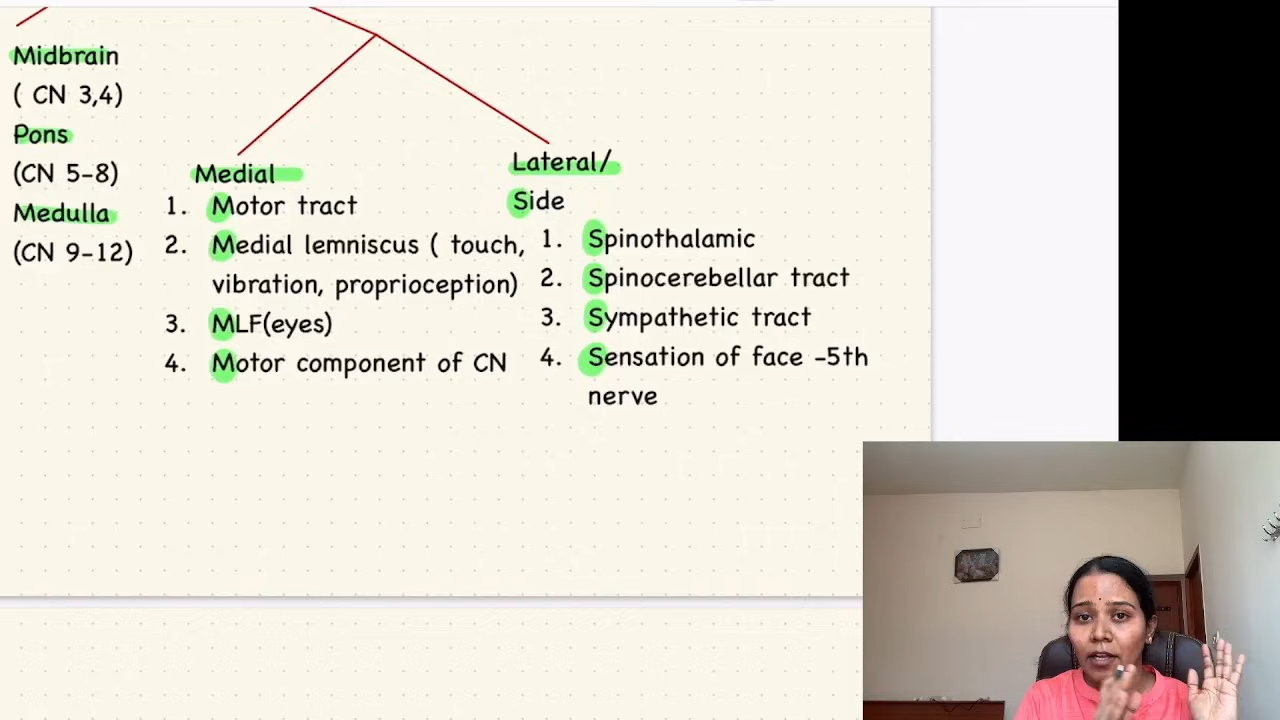 Midbrain
( CN 3,4)
Pons
(CN 5-8)
Medulla
(CN 9-12)
Medial
1. Motor tract
2. Medial lemniscus ( touch,
vibration, proprioception)
3. MLF(eyes)
4. Motor component of CN
Lateral/
Side
1. Spinothalamic
2. Spinocerebellar tract
3. Sympathetic tract
4. Sensation of face -5th
nerve